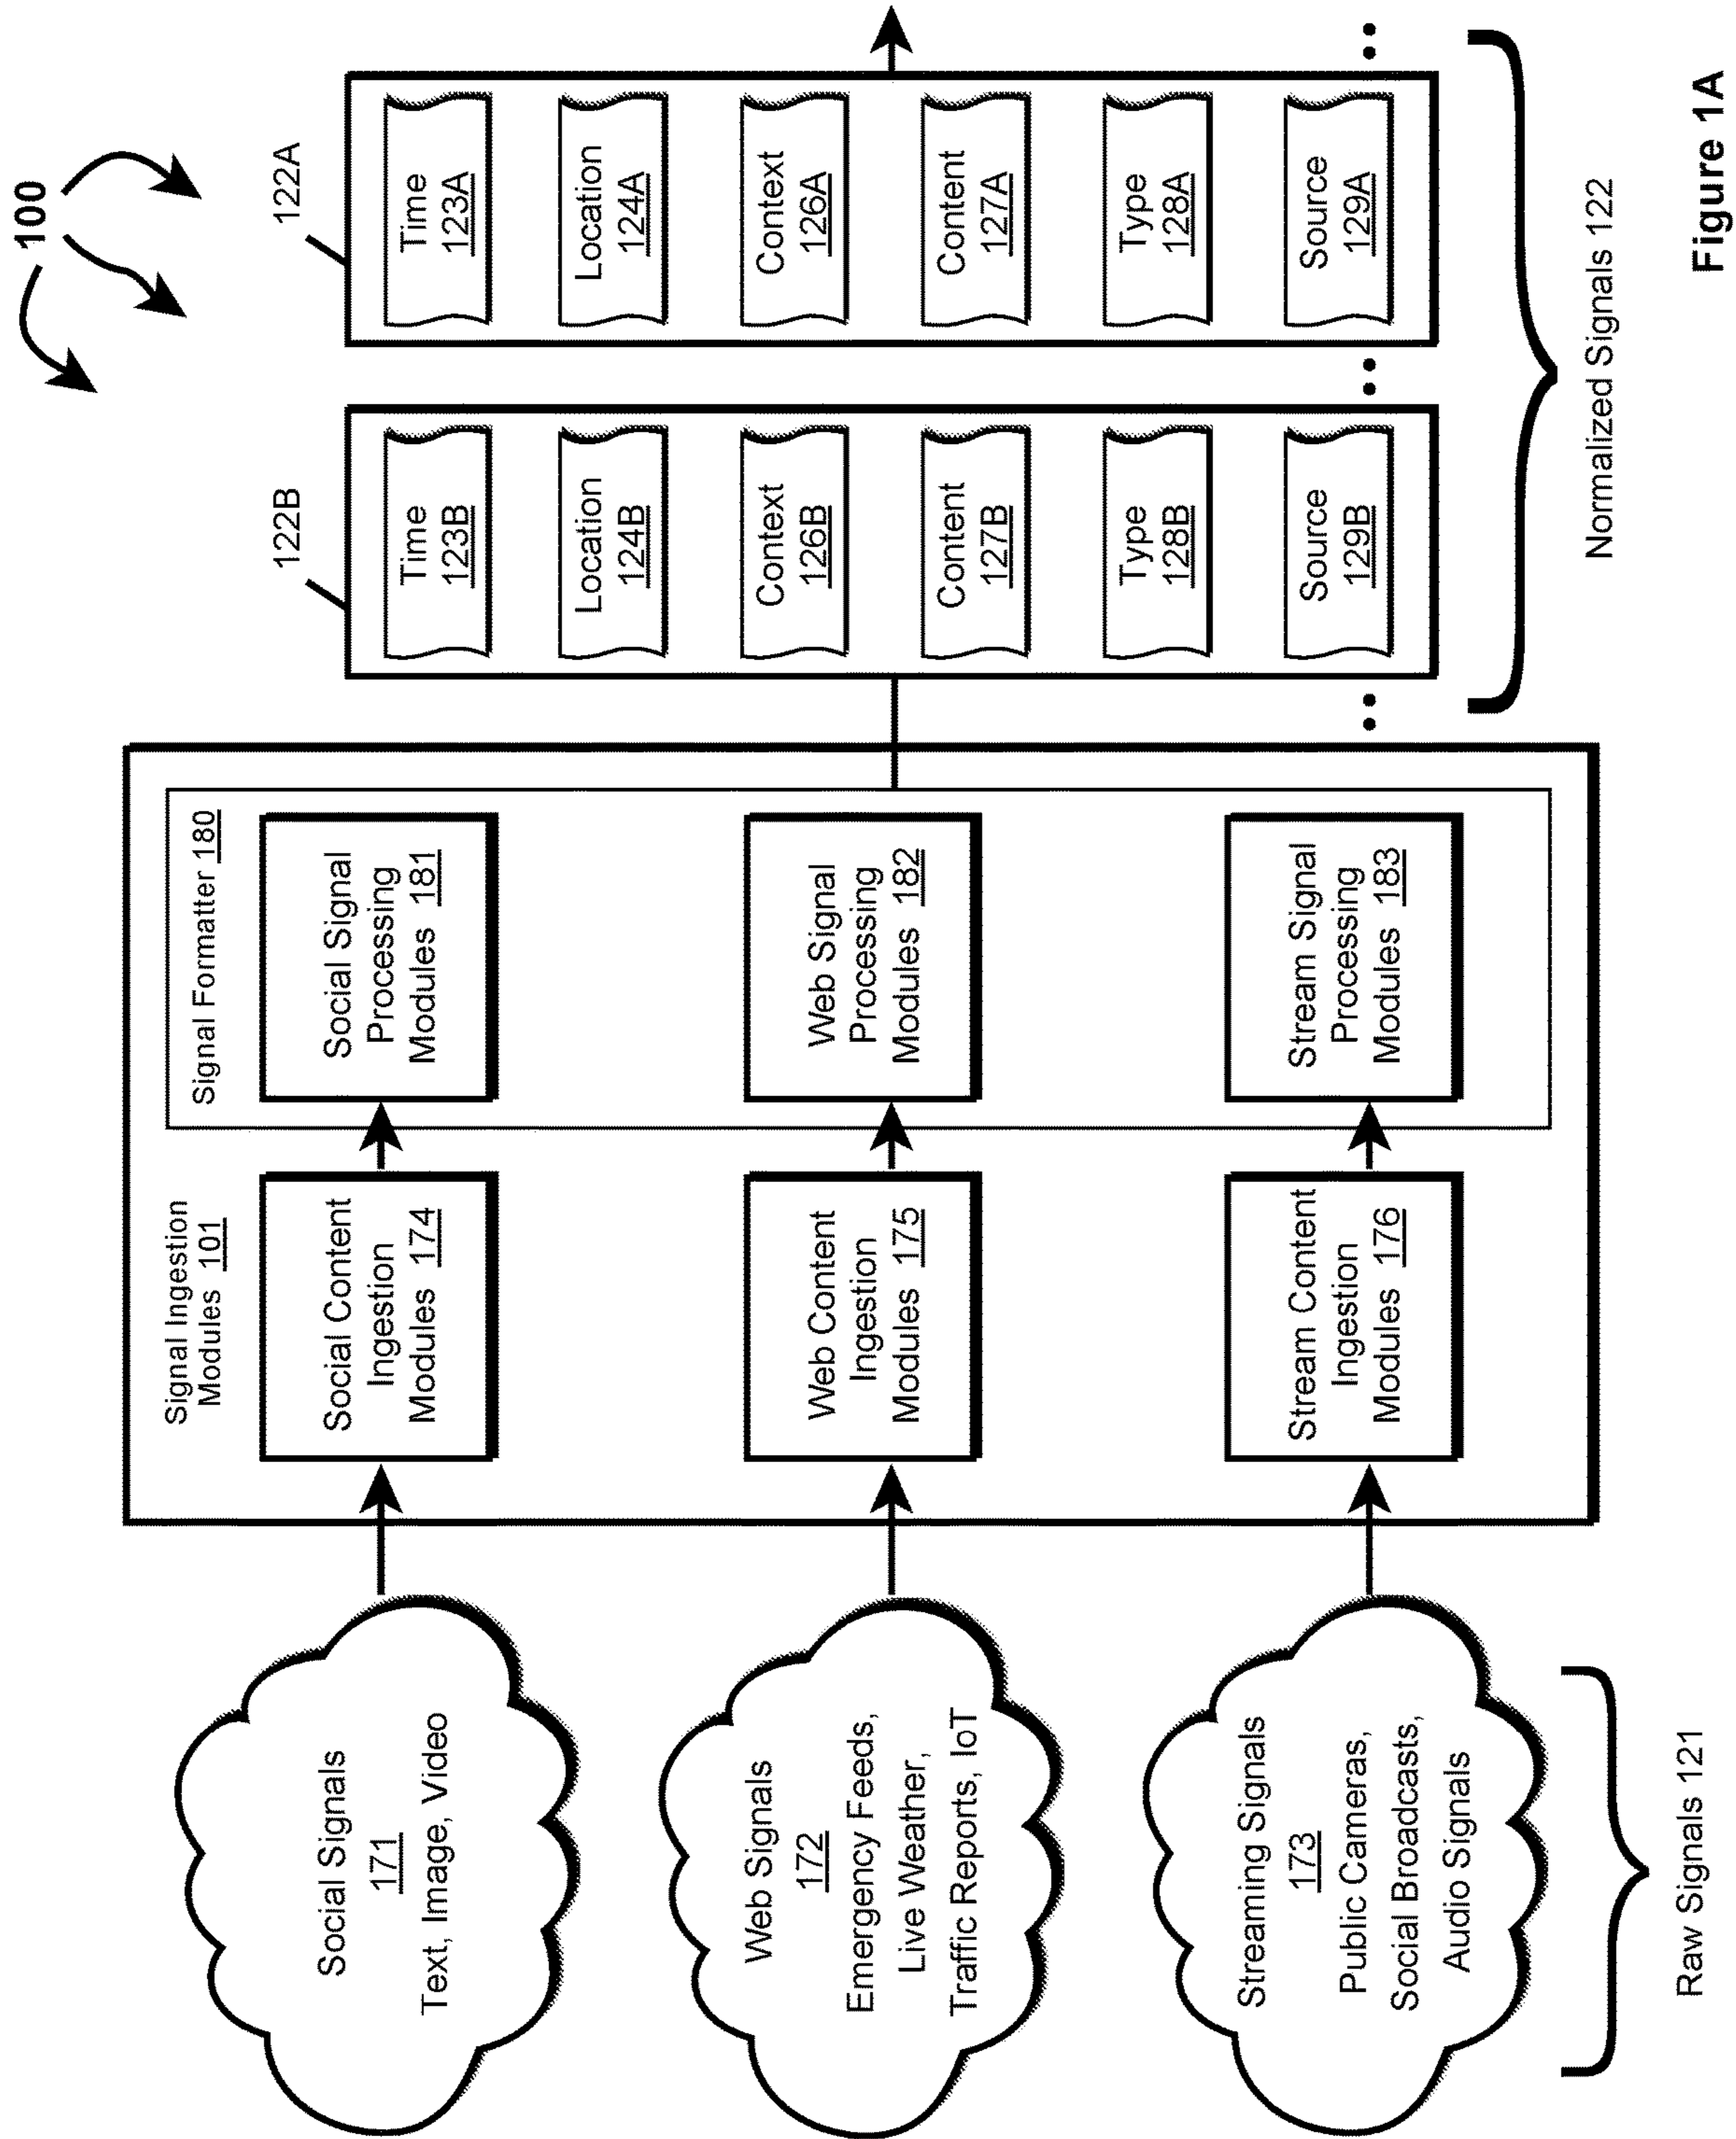 100
Social Signals
171
Text, Image, Video
Web Signals
172
Emergency Feeds,
Live Weather,
Traffic Reports, IoT
Streaming Signals
173
Public Cameras,
Social Broadcasts,
Audio Signals
Raw Signals 121
Signal Ingestion
Modules 101
Social Content
Ingestion
Modules 174
Web Content
Ingestion
Modules 175
Stream Content
Ingestion
Modules 176
Signal Formatter 180
Social Signal
Processing
Modules 181
Web Signal
Processing
Modules 182
Stream Signal
Processing
Modules 183
122B
Time
123B
Location
124B
Context
126B
Content
127B
Type
128B
Source
129B
122A
Time
123A
Location
124A
Context
126A
Content
127A
Type
128A
Source
129A
Normalized Signals 122
Figure 1A